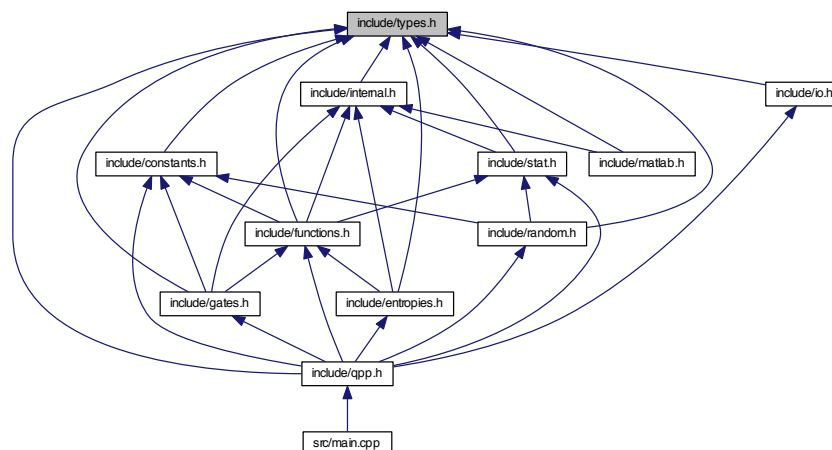 include/types.h
include/internal.h
include/io.h
include/constants.h
include/stat.h
include/matlab.h
include/functions.h
include/random.h
include/gates.h
include/entropies.h
include/qpp.h
src/main.cpp